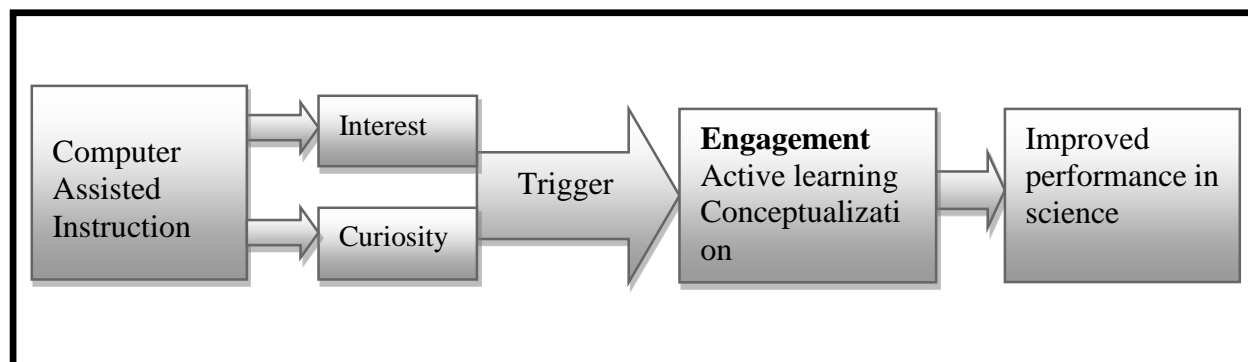 Computer
Assisted
Instruction
Interest
Curiosity
Trigger
Engagement
Active learning
Conceptualizati
on
Improved
performance in
science